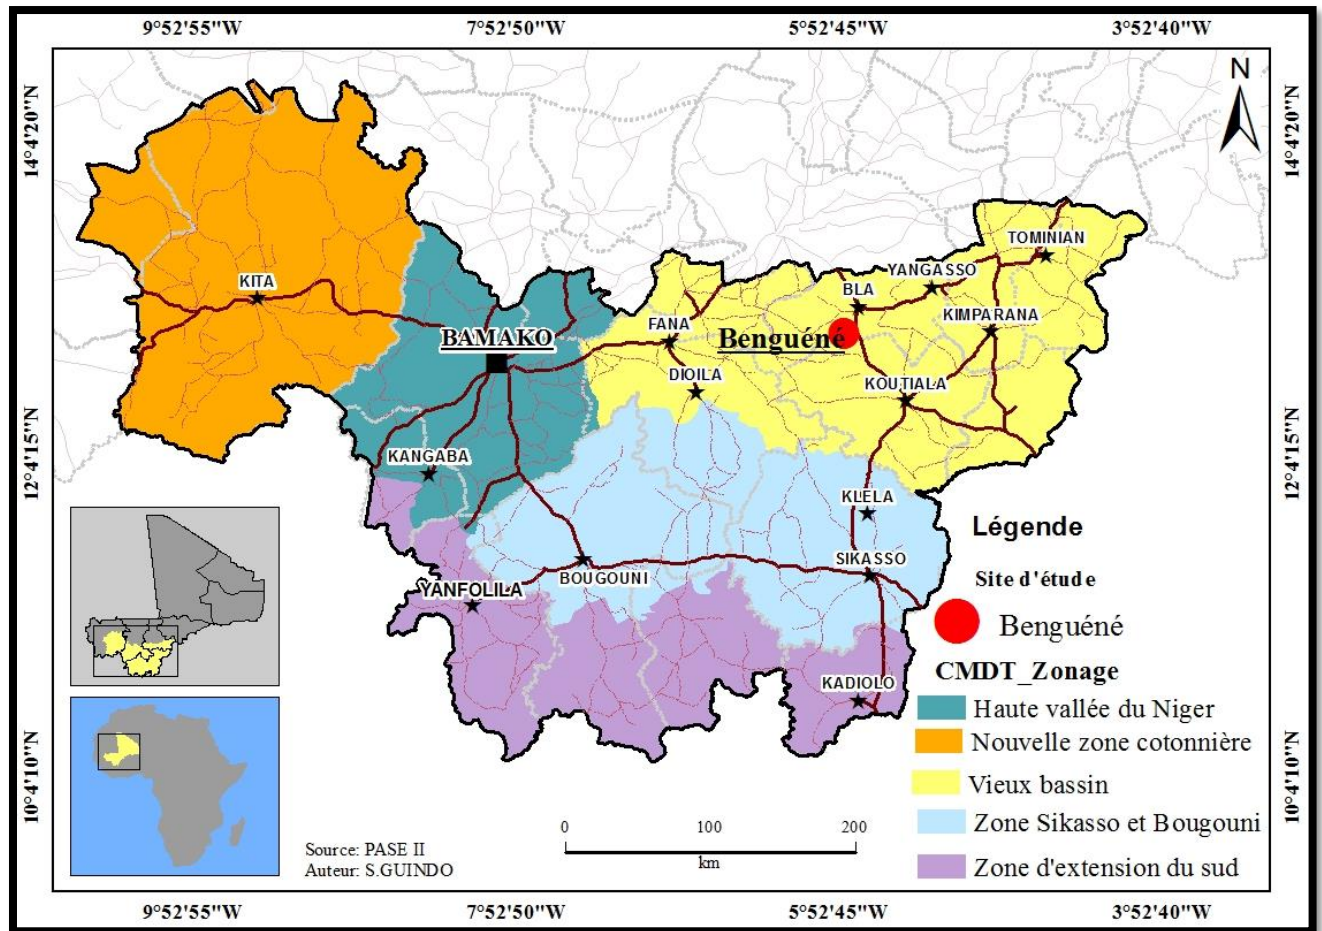 9°52'55"W 7°52'50"W 5°52'45"W 3°52'40"W
14°4'20"N
14°4'20"N
N
TOMINIAN
YANGASSO
BLA
KITA
KIMPARANA
FANA
BAMAKO
Benguéné
DIOILA
KOUTIALA
12°4'15"N
12°4'15"N
KANGABA
KLELA
Légende
SIKASSO
Site d'étude
BOUGOUNI
YANFOLILA
Benguéné
CMDT_Zonage
KADIOLO
Haute vallée du Niger
Nouvelle zone cotonnière
10°4'10"N
10°4'10"N
Vieux bassin
Zone Sikasso et Bougouni
0 100 200
km
Source: PASE II
Auteur: S.GUINDO
Zone d'extension du sud
9°52'55"W 7°52'50"W 5°52'45"W 3°52'40"W